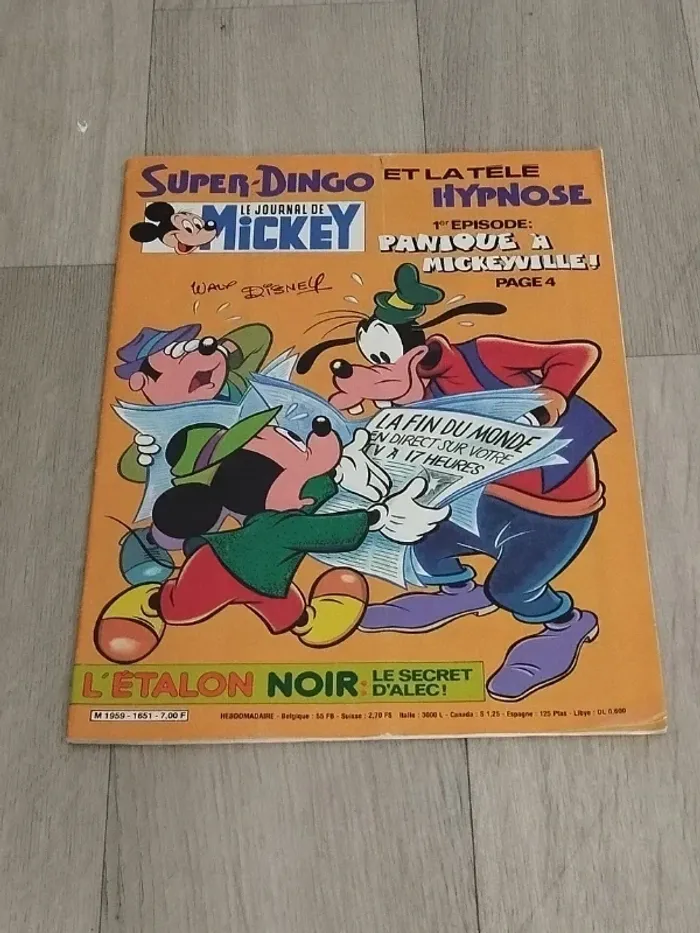 SUPER-DINGO
ET LA TÉLÉ
HYPNOSE
LE JOURNAL DE
MICKEY
1er EPISODE:
PANIQUE À
MICKEYVILLE!
PAGE 4
WALT DISNEY
LA FIN DU MONDE
EN DIRECT SUR VOTRE
TV À 17 HEURES
L'ÉTALON NOIR: LE SECRET
D'ALEC!
M 1959 - 1651 - 7,00 F
HEBDOMADAIRE - Belgique : 55 FB - Suisse : 2,70 FS - Italie : 3000 L - Canada : $ 1,25 - Espagne : 125 Ptas - Libye : DL 0,600